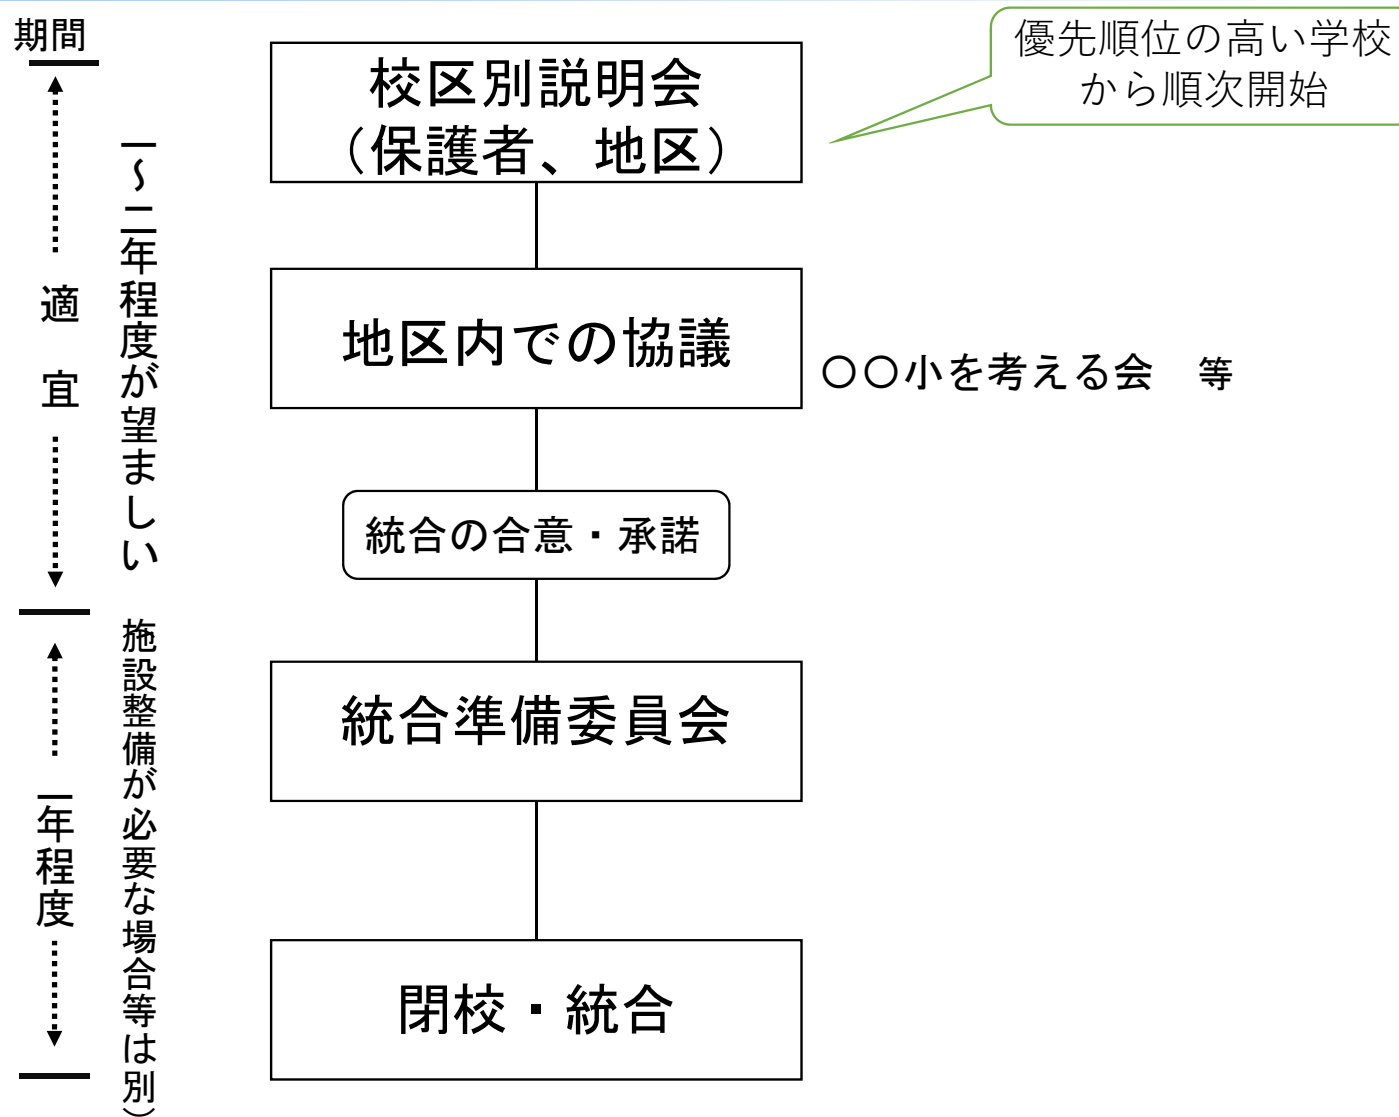 期間
適宜
一年程度
一～二年程度が望ましい
施設整備が必要な場合等は別）
校区別説明会
（保護者、地区）
優先順位の高い学校
から順次開始
地区内での協議
〇〇小を考える会　等
統合の合意・承諾
統合準備委員会
閉校・統合